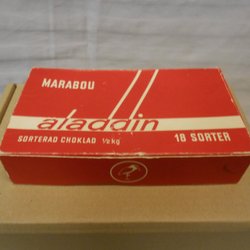 MARABOU
aladdin
SORTERAD CHOKLAD ½ kg
18 SORTER